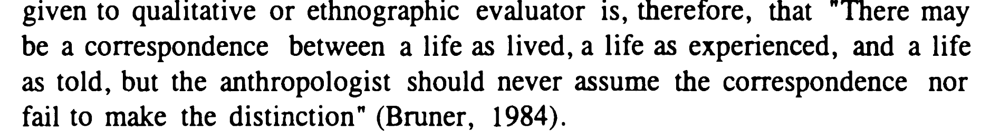 given to qualitative or ethnographic evaluator is, therefore, that "There may
be a correspondence between a life as lived, a life as experienced, and a life
as told, but the anthropologist should never assume the correspondence nor
fail to make the distinction" (Bruner, 1984).